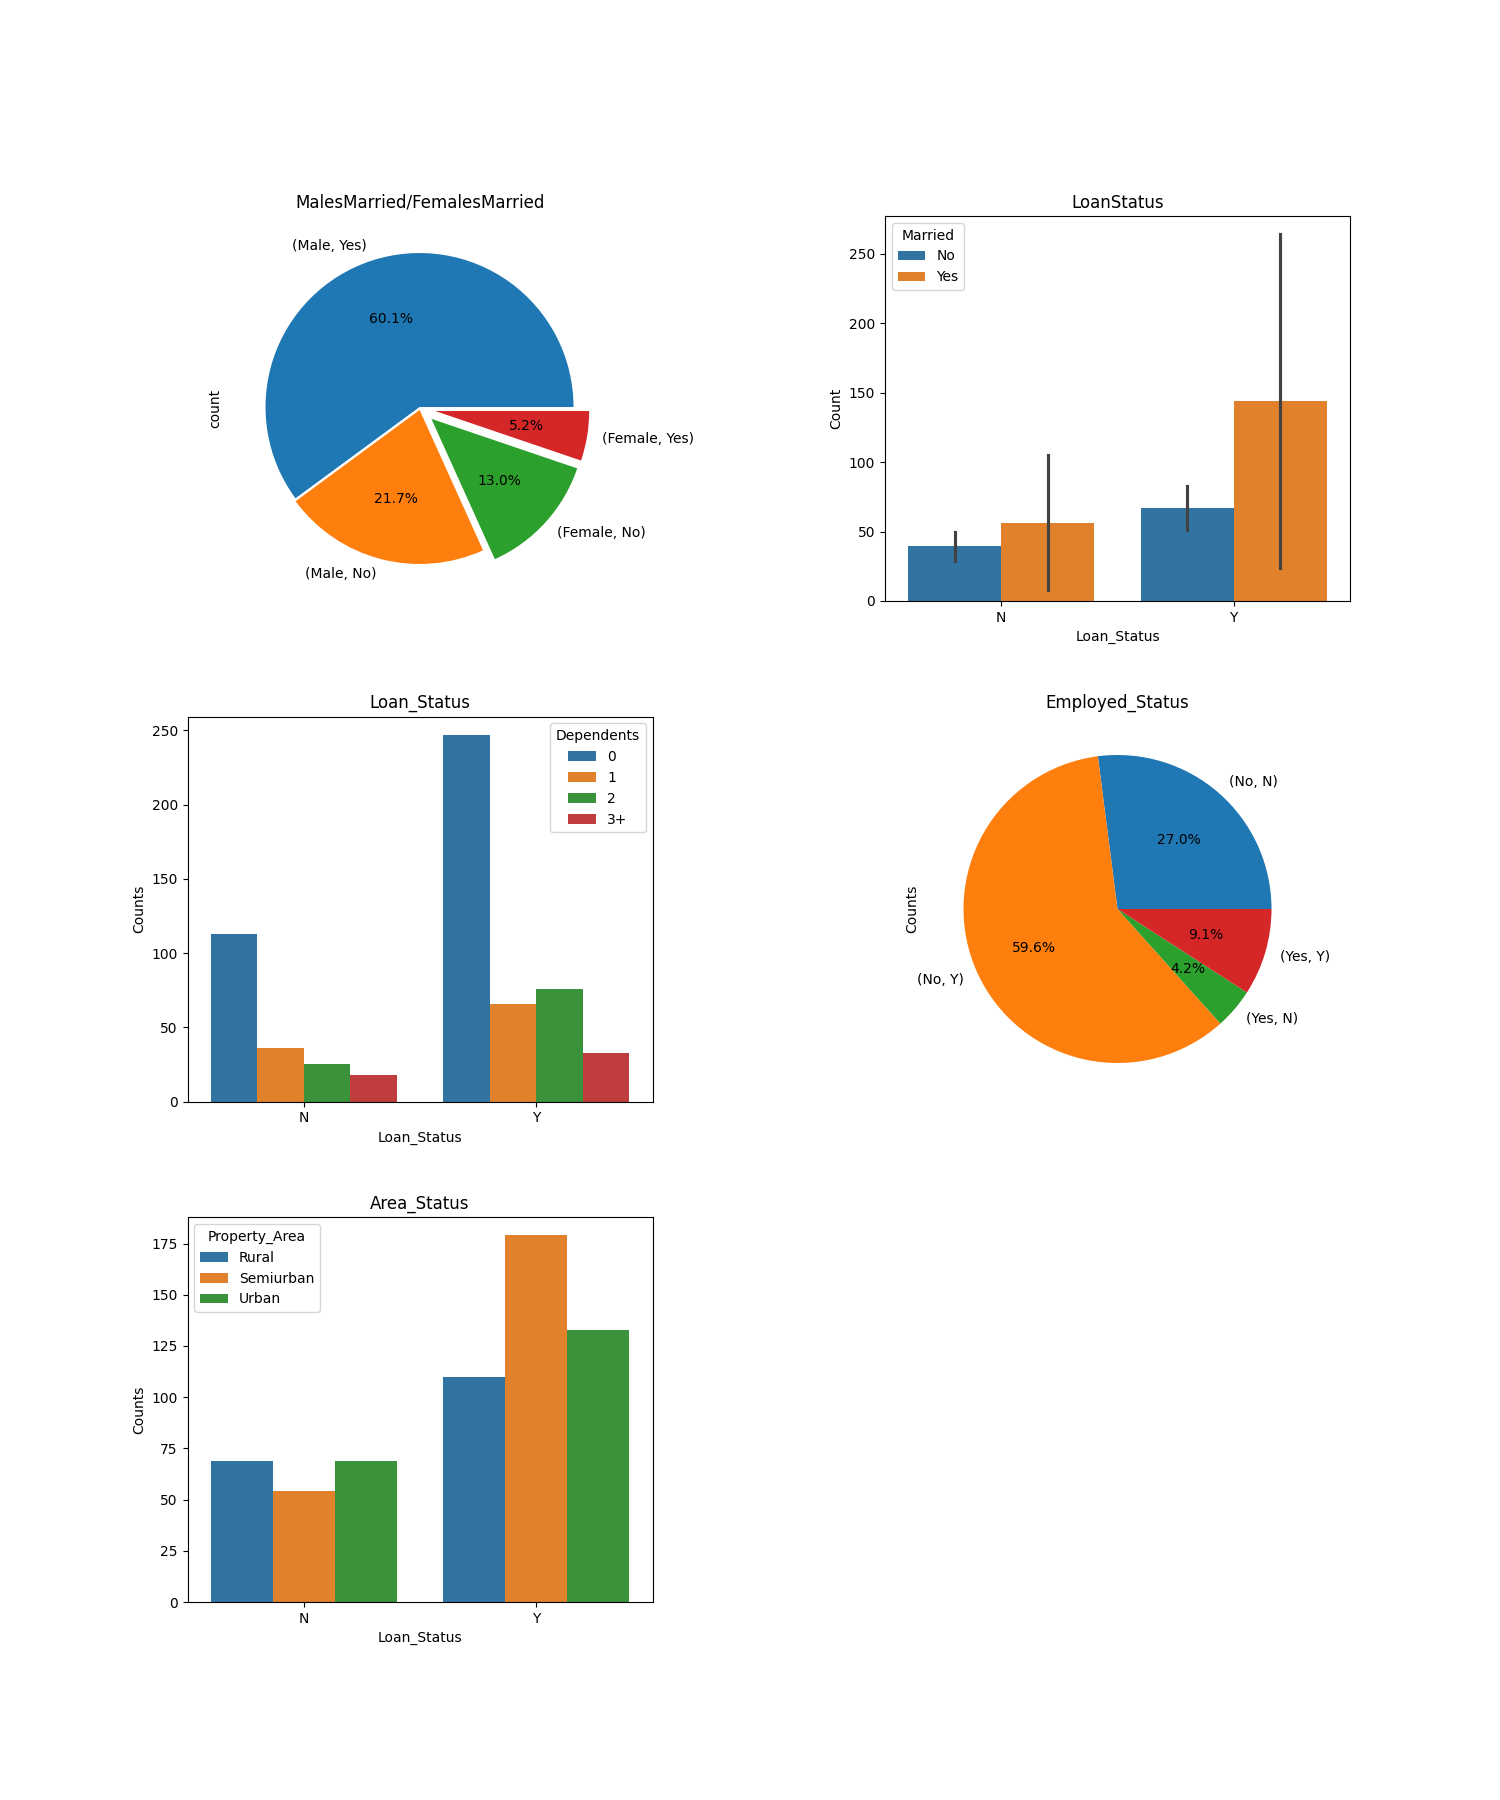 MalesMarried/FemalesMarried
(Male, Yes)
60.1%
count
5.2%
(Female, Yes)
13.0%
21.7%
(Female, No)
(Male, No)
LoanStatus
Married
No
Yes
250
200
150
100
50
0
Count
N
Y
Loan_Status
Loan_Status
Dependents
0
1
2
3+
250
200
150
100
50
0
Counts
N
Y
Loan_Status
Employed_Status
(No, N)
27.0%
Counts
59.6%
9.1%
(Yes, Y)
4.2%
(No, Y)
(Yes, N)
Area_Status
Property_Area
Rural
Semiurban
Urban
175
150
125
100
75
50
25
0
Counts
N
Y
Loan_Status